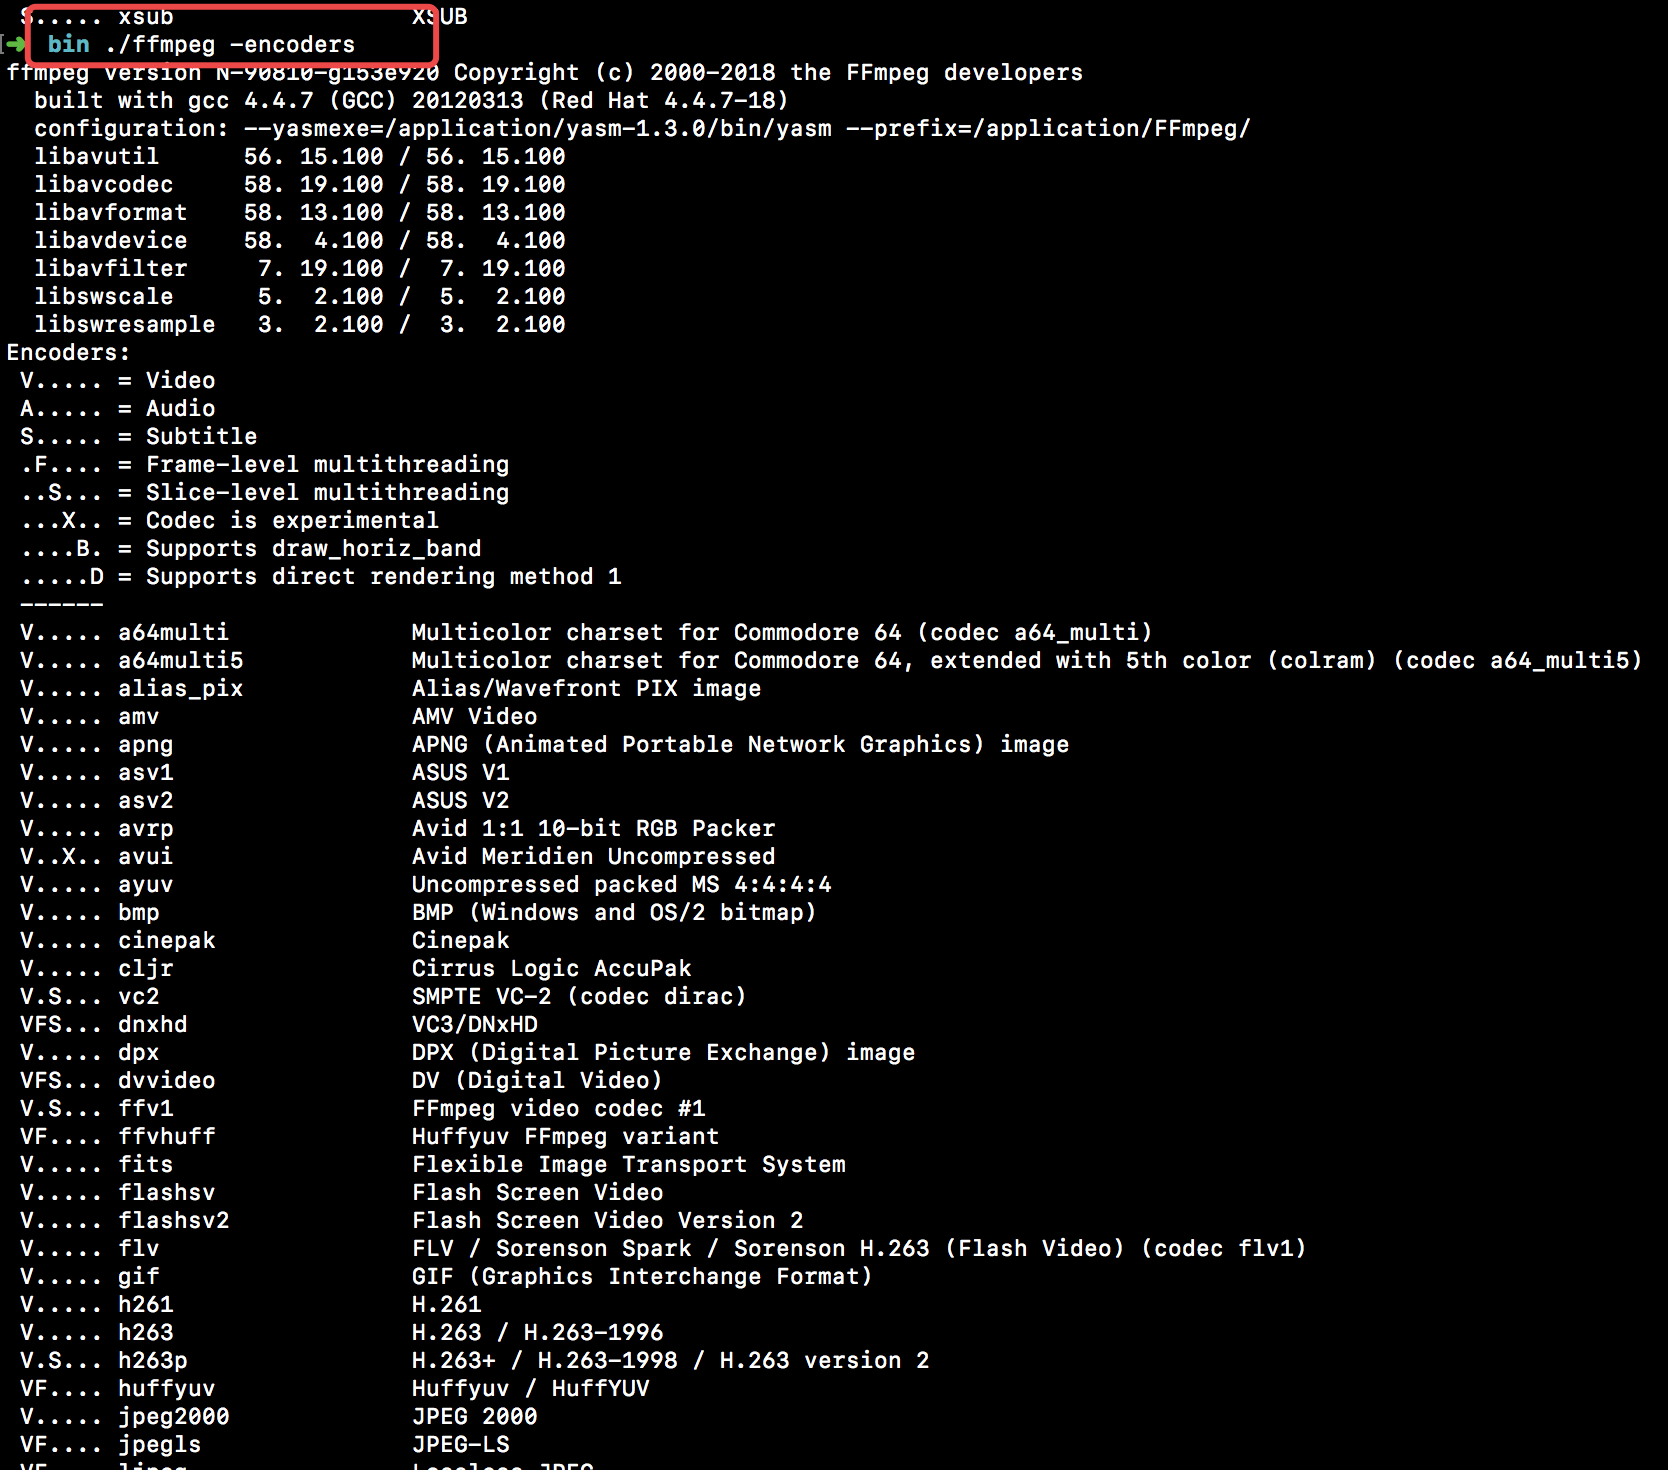 S..... xsub                 XSUB
➜  bin ./ffmpeg -encoders
ffmpeg version N-90810-g153e920 Copyright (c) 2000-2018 the FFmpeg developers
  built with gcc 4.4.7 (GCC) 20120313 (Red Hat 4.4.7-18)
  configuration: --yasmexe=/application/yasm-1.3.0/bin/yasm --prefix=/application/FFmpeg/
  libavutil      56. 15.100 / 56. 15.100
  libavcodec     58. 19.100 / 58. 19.100
  libavformat    58. 13.100 / 58. 13.100
  libavdevice    58.  4.100 / 58.  4.100
  libavfilter     7. 19.100 /  7. 19.100
  libswscale      5.  2.100 /  5.  2.100
  libswresample   3.  2.100 /  3.  2.100
Encoders:
 V..... = Video
 A..... = Audio
 S..... = Subtitle
 .F.... = Frame-level multithreading
 ..S... = Slice-level multithreading
 ...X.. = Codec is experimental
 ....B. = Supports draw_horiz_band
 .....D = Supports direct rendering method 1
 ------
 V..... a64multi             Multicolor charset for Commodore 64 (codec a64_multi)
 V..... a64multi5            Multicolor charset for Commodore 64, extended with 5th color (colram) (codec a64_multi5)
 V..... alias_pix            Alias/Wavefront PIX image
 V..... amv                  AMV Video
 V..... apng                 APNG (Animated Portable Network Graphics) image
 V..... asv1                 ASUS V1
 V..... asv2                 ASUS V2
 V..... avrp                 Avid 1:1 10-bit RGB Packer
 V..X.. avui                 Avid Meridien Uncompressed
 V..... ayuv                 Uncompressed packed MS 4:4:4:4
 V..... bmp                  BMP (Windows and OS/2 bitmap)
 V..... cinepak              Cinepak
 V..... cljr                 Cirrus Logic AccuPak
 V.S... vc2                  SMPTE VC-2 (codec dirac)
 VFS... dnxhd                VC3/DNxHD
 V..... dpx                  DPX (Digital Picture Exchange) image
 VFS... dvvideo              DV (Digital Video)
 V.S... ffv1                 FFmpeg video codec #1
 VF.... ffvhuff              Huffyuv FFmpeg variant
 V..... fits                 Flexible Image Transport System
 V..... flashsv              Flash Screen Video
 V..... flashsv2             Flash Screen Video Version 2
 V..... flv                  FLV / Sorenson Spark / Sorenson H.263 (Flash Video) (codec flv1)
 V..... gif                  GIF (Graphics Interchange Format)
 V..... h261                 H.261
 V..... h263                 H.263 / H.263-1996
 V.S... h263p                H.263+ / H.263-1998 / H.263 version 2
 VF.... huffyuv              Huffyuv / HuffYUV
 V..... jpeg2000             JPEG 2000
 VF.... jpegls               JPEG-LS